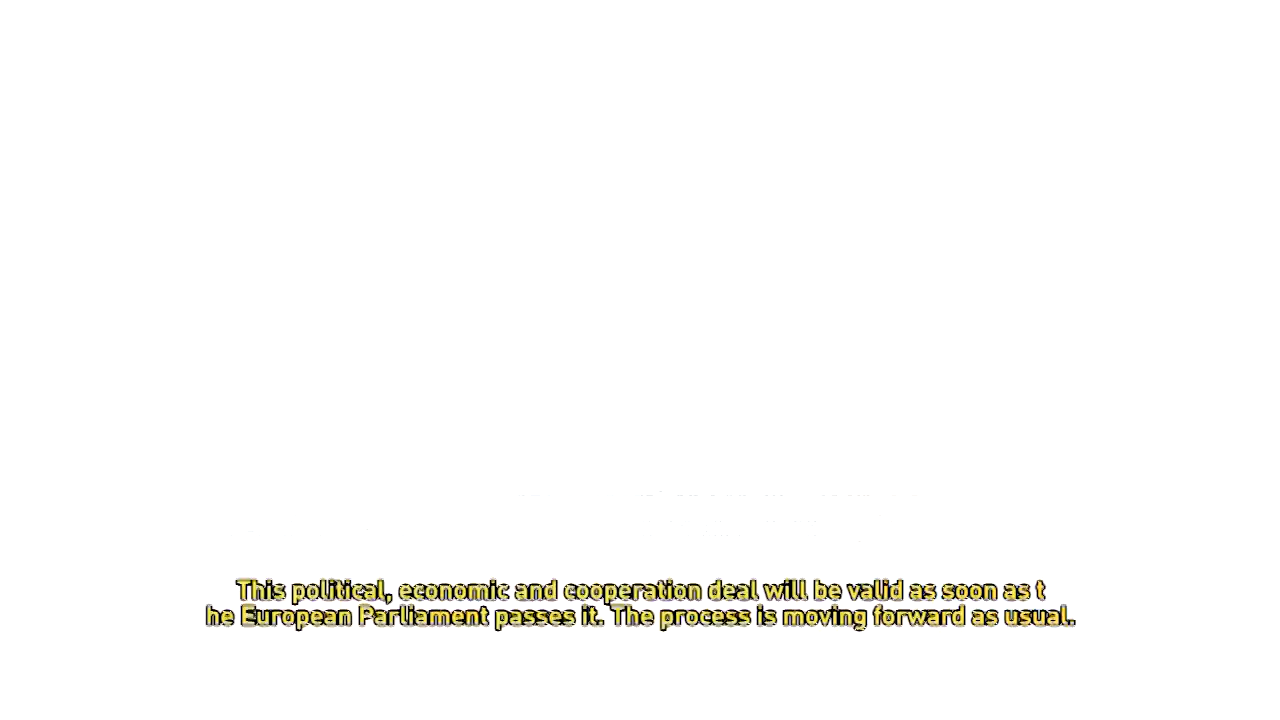 This political, economic and cooperation deal will be valid as soon as t
he European Parliament passes it. The process is moving forward as usual.